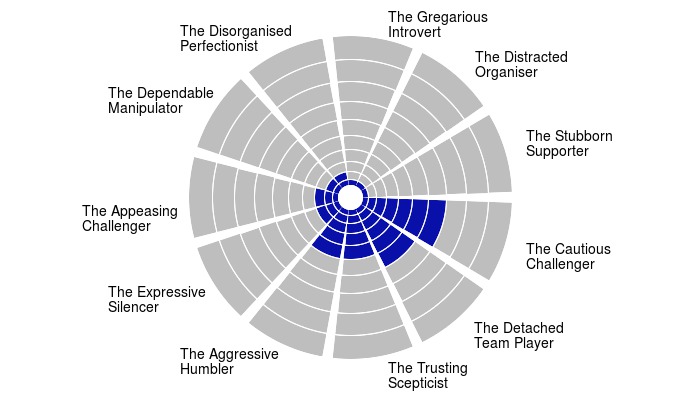 The Gregarious
Introvert
The Distracted
Organiser
The Stubborn
Supporter
The Cautious
Challenger
The Detached
Team Player
The Trusting
Scepticist
The Aggressive
Humbler
The Expressive
Silencer
The Appeasing
Challenger
The Dependable
Manipulator
The Disorganised
Perfectionist